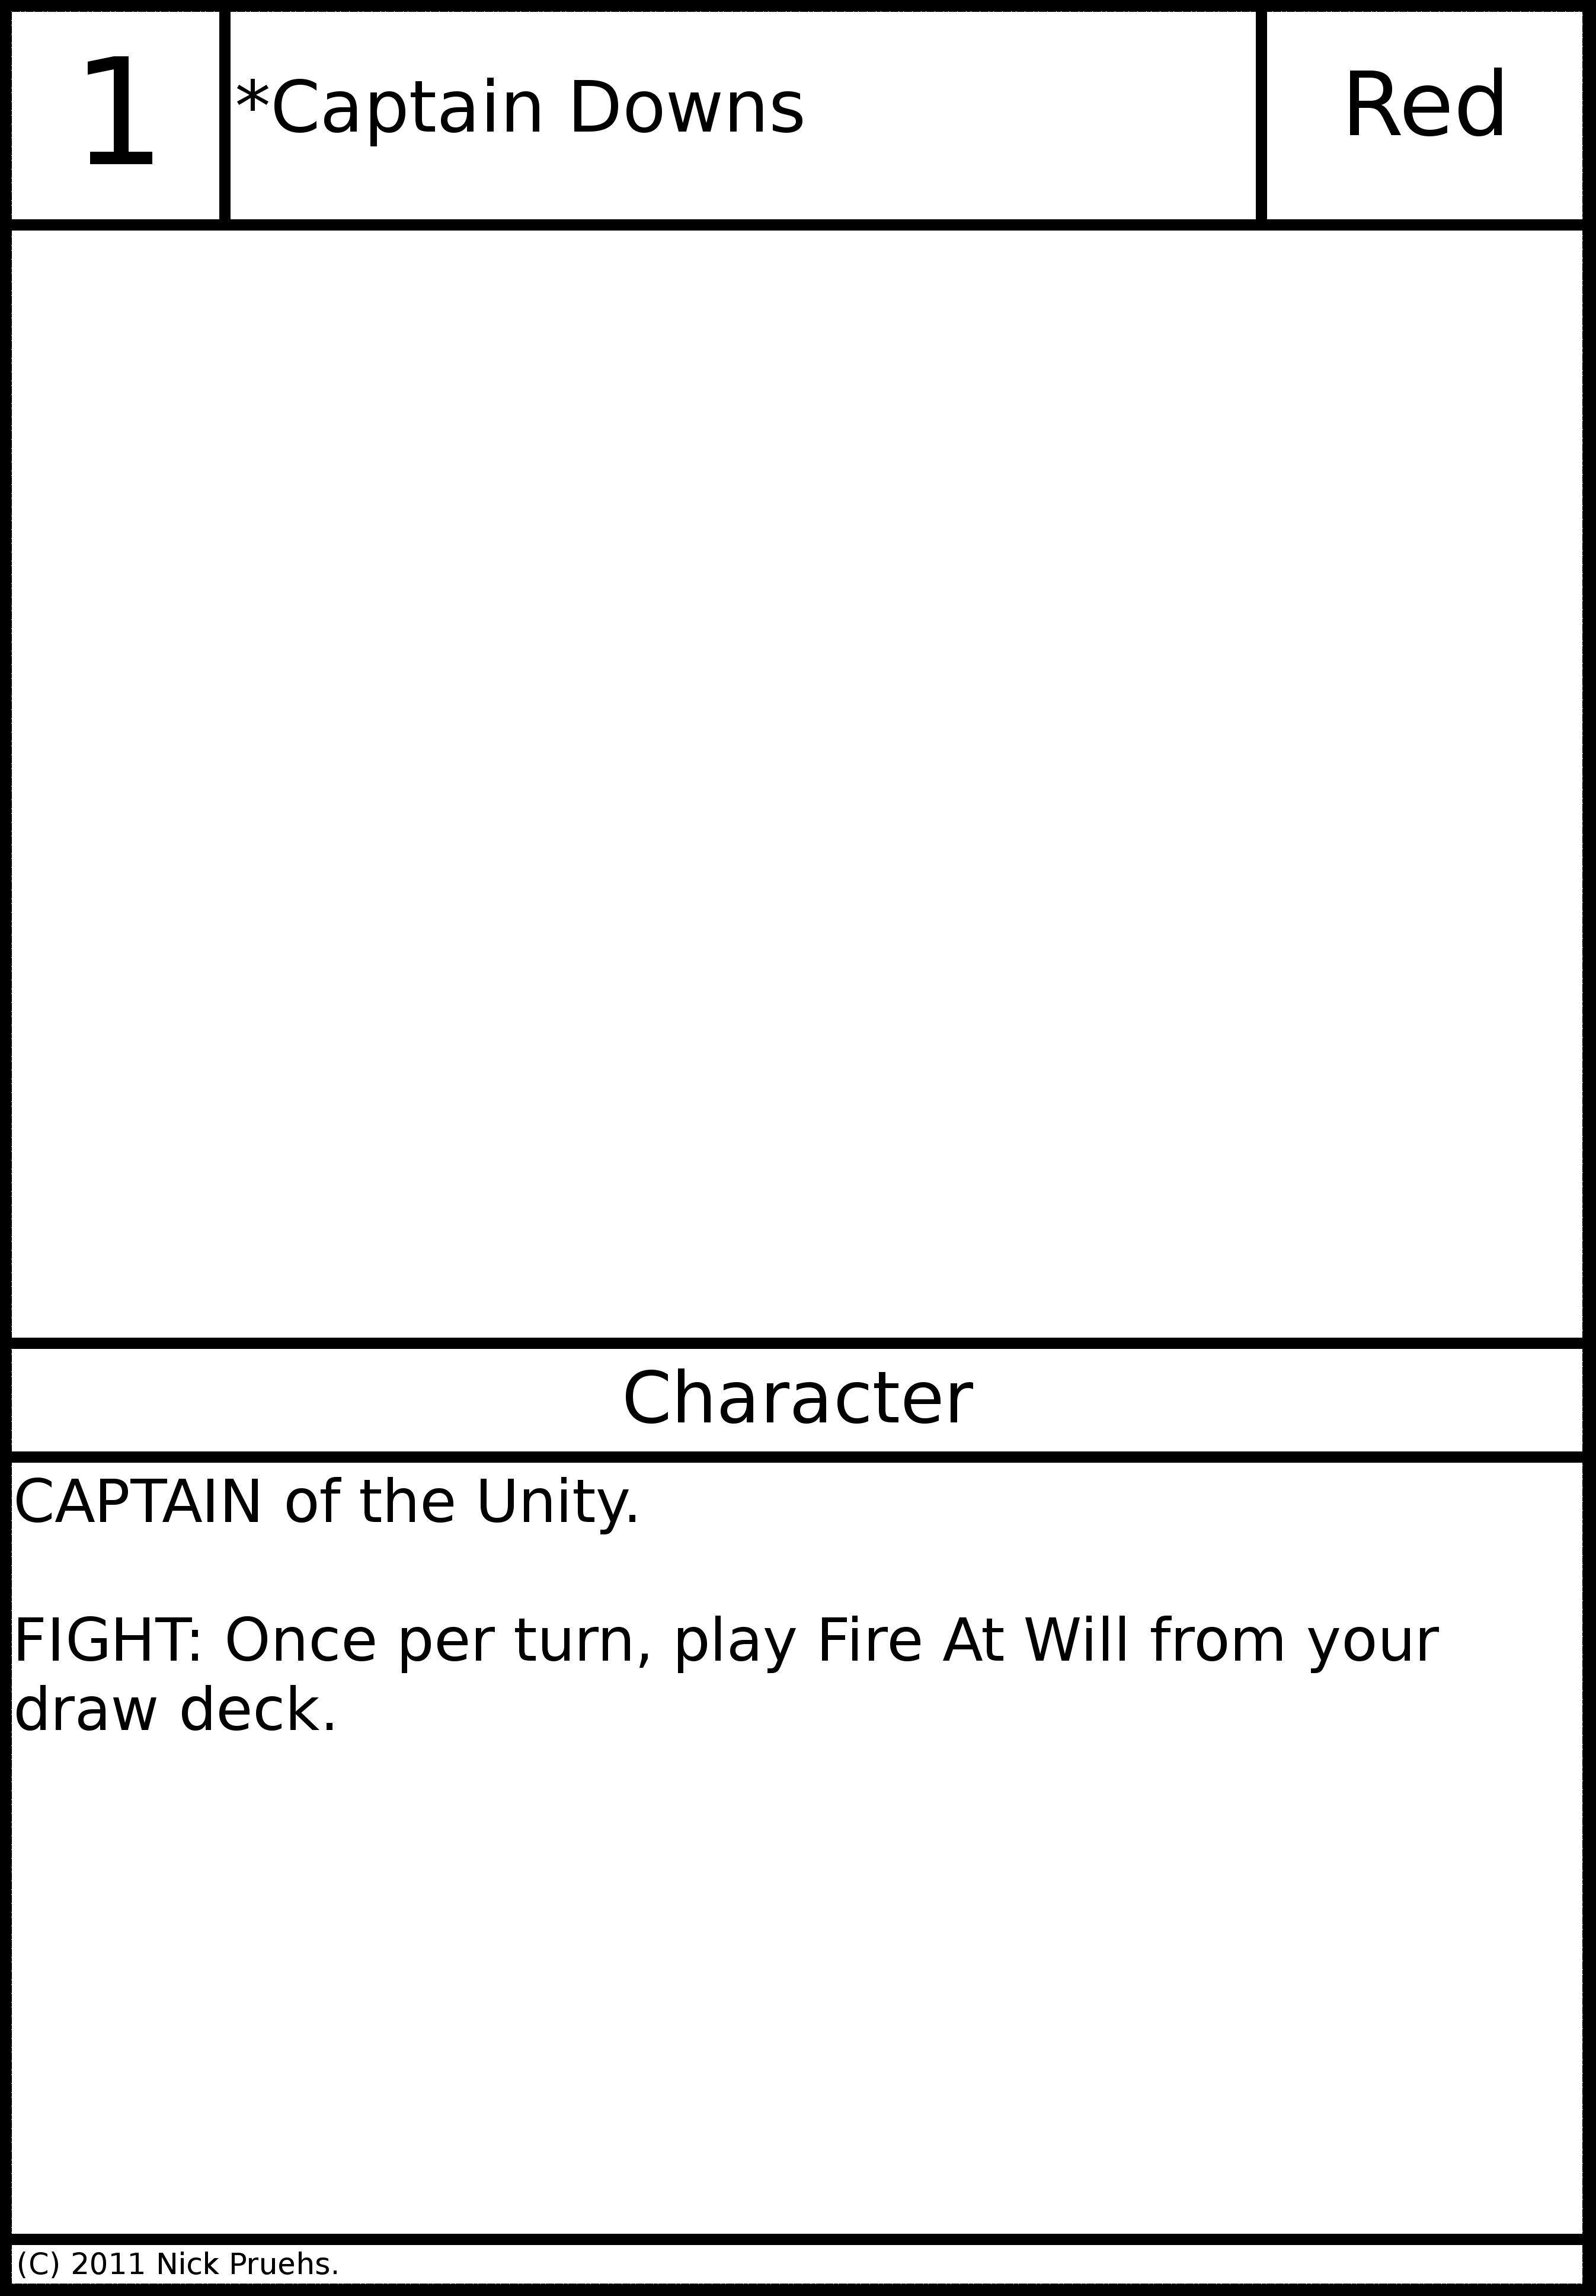 1
*Captain Downs
Red
Character
CAPTAIN of the Unity.
FIGHT: Once per turn, play Fire At Will from your
draw deck.
(C) 2011 Nick Pruehs.